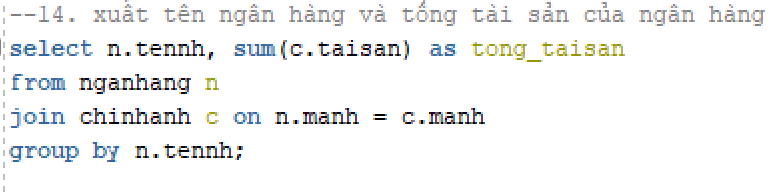 --14. xuất tên ngân hàng và tổng tài sản của ngân hàng
select n.tennh, sum(c.taisan) as tong_taisan
from nganhang n
join chinhanh c on n.manh = c.manh
group by n.tennh;